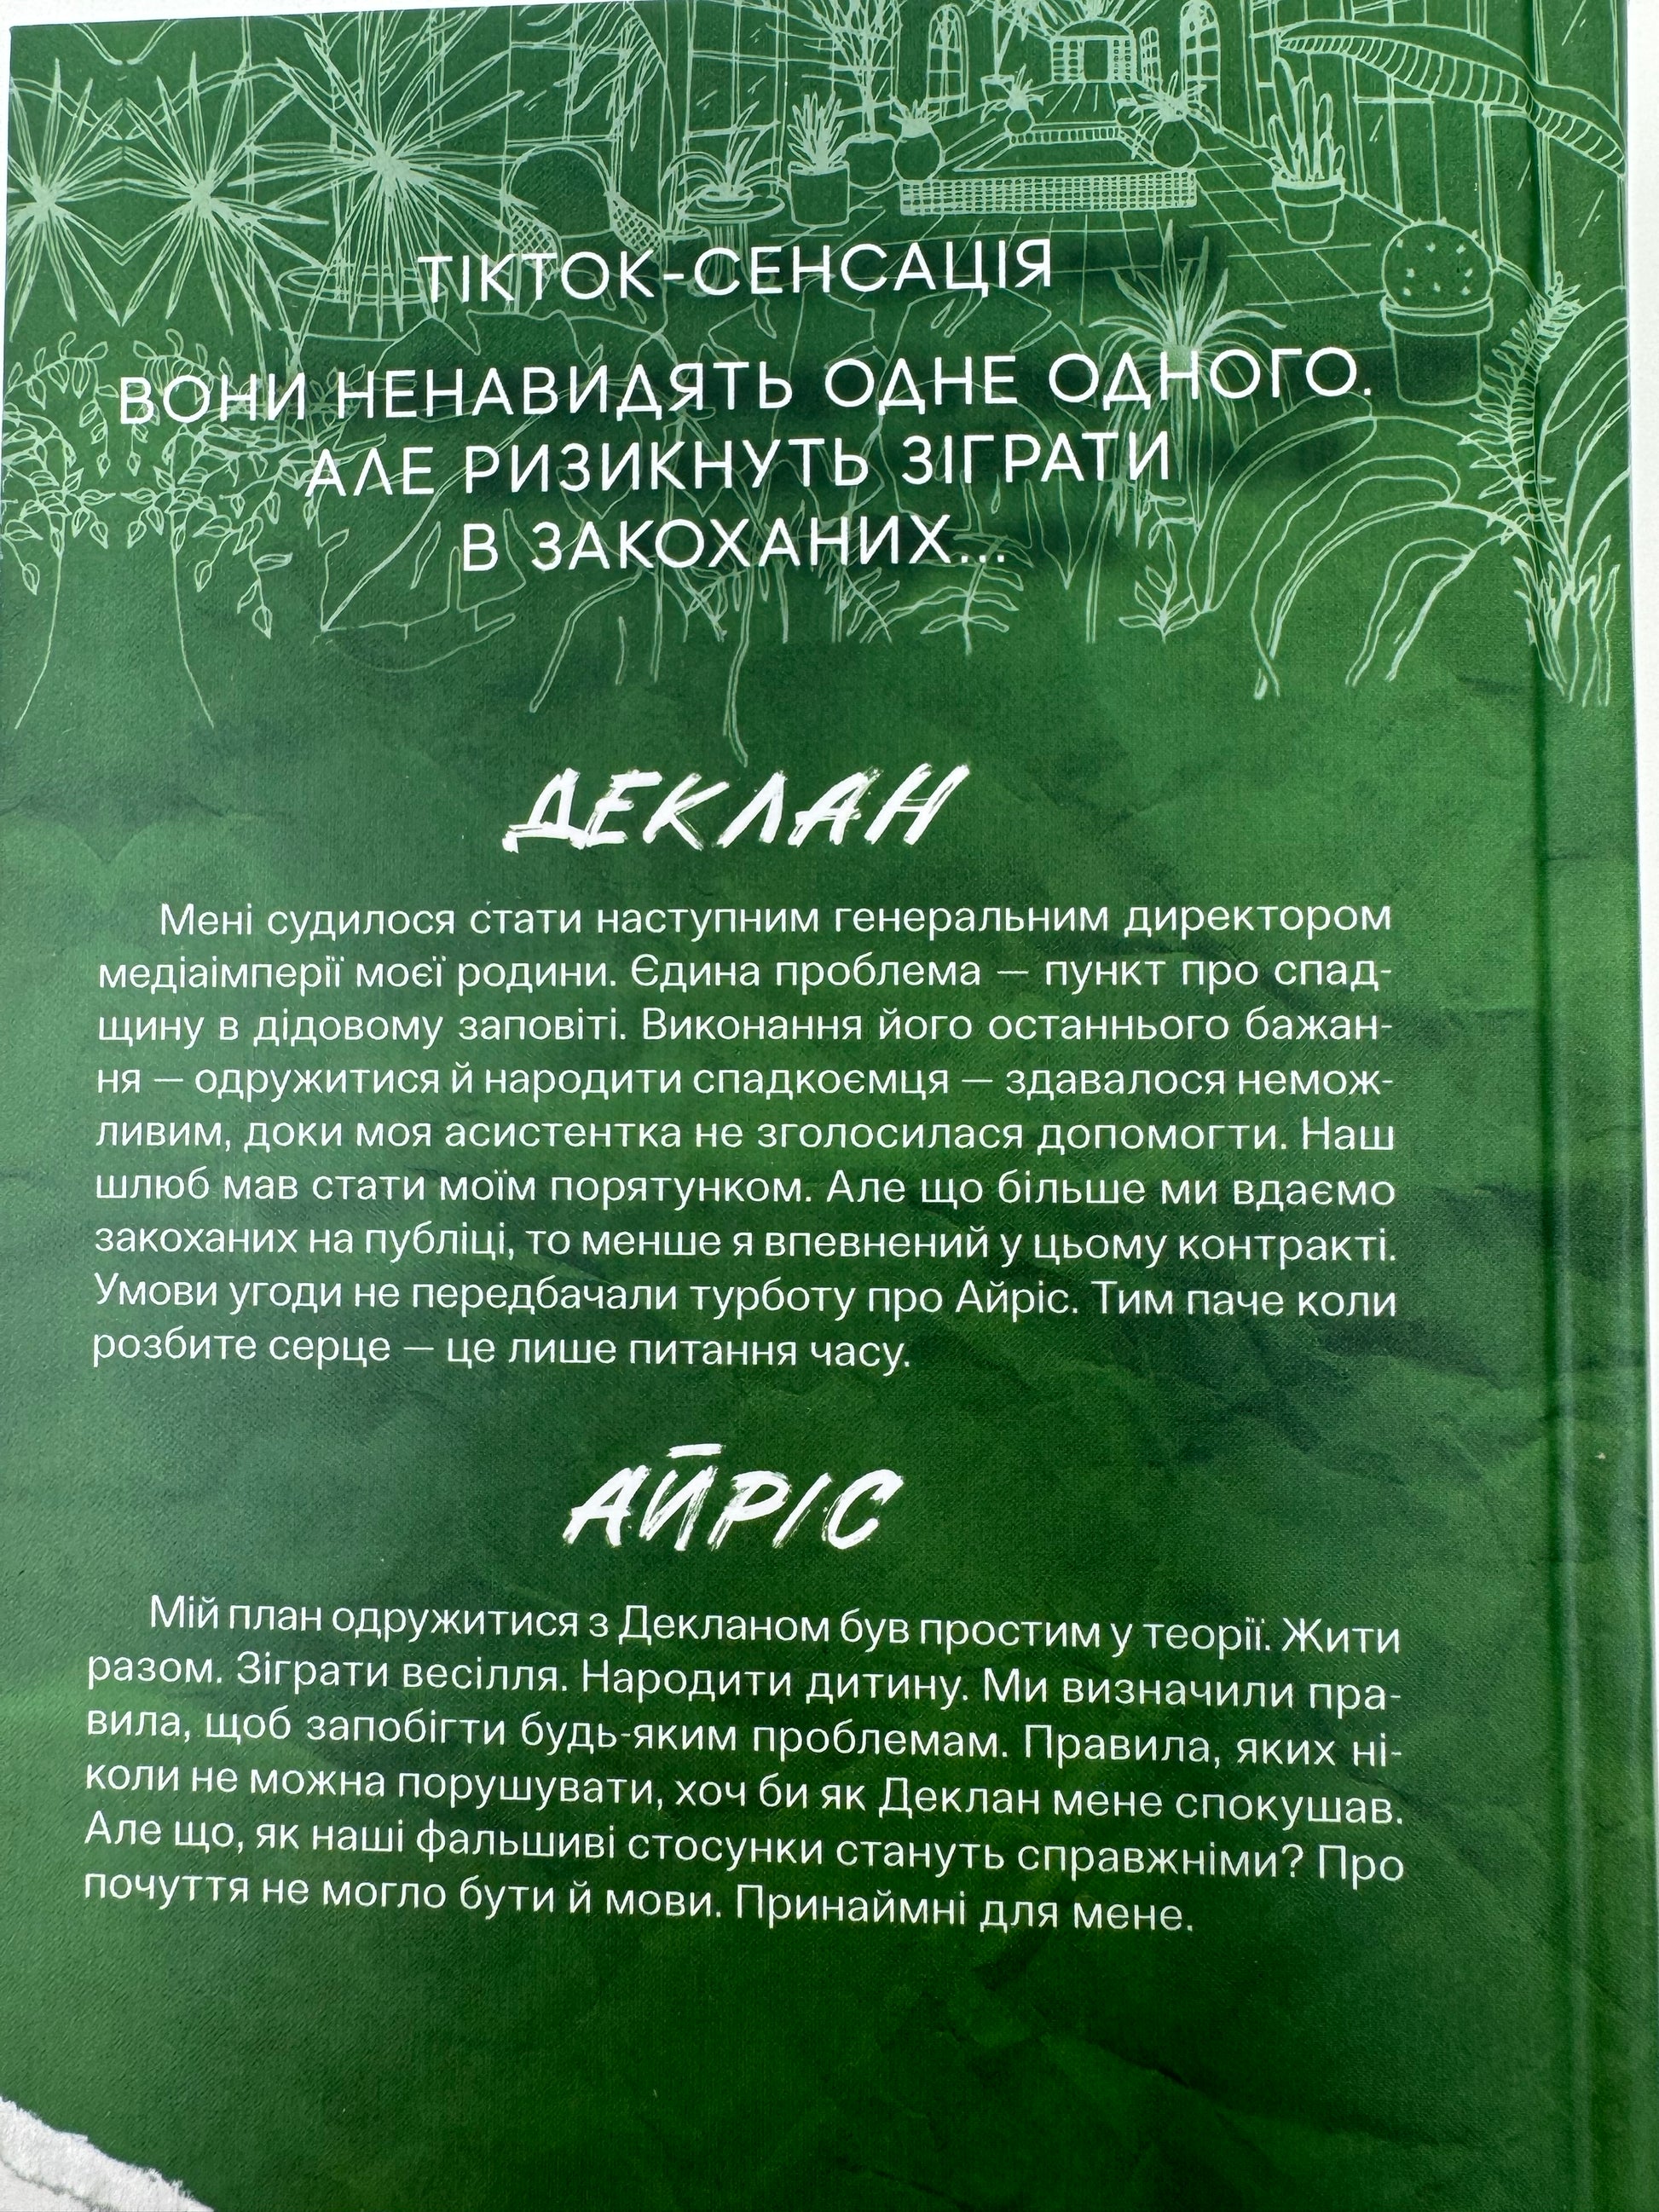 ТІКТОК-СЕНСАЦІЯ
ВОНИ НЕНАВИДЯТЬ ОДНЕ ОДНОГО.
АЛЕ РИЗИКНУТЬ ЗІГРАТИ
В ЗАКОХАНИХ...
ДЕКЛАН
Мені судилося стати наступним генеральним директором
медіаімперії моєї родини. Єдина проблема — пункт про спад-
щину в дідовому заповіті. Виконання його останнього бажан-
ня — одружитися й народити спадкоємця — здавалося немож-
ливим, доки моя асистентка не зголосилася допомогти. Наш
шлюб мав стати моїм порятунком. Але що більше ми вдаємо
закоханих на публіці, то менше я впевнений у цьому контракті.
Умови угоди не передбачали турботу про Айріс. Тим паче коли
розбите серце — це лише питання часу.
АЙРІС
Мій план одружитися з Декланом був простим у теорії. Жити
разом. Зіграти весілля. Народити дитину. Ми визначили пра-
вила, щоб запобігти будь-яким проблемам. Правила, яких ні-
коли не можна порушувати, хоч би як Деклан мене спокушав.
Але що, як наші фальшиві стосунки стануть справжніми? Про
почуття не могло бути й мови. Принаймні для мене.